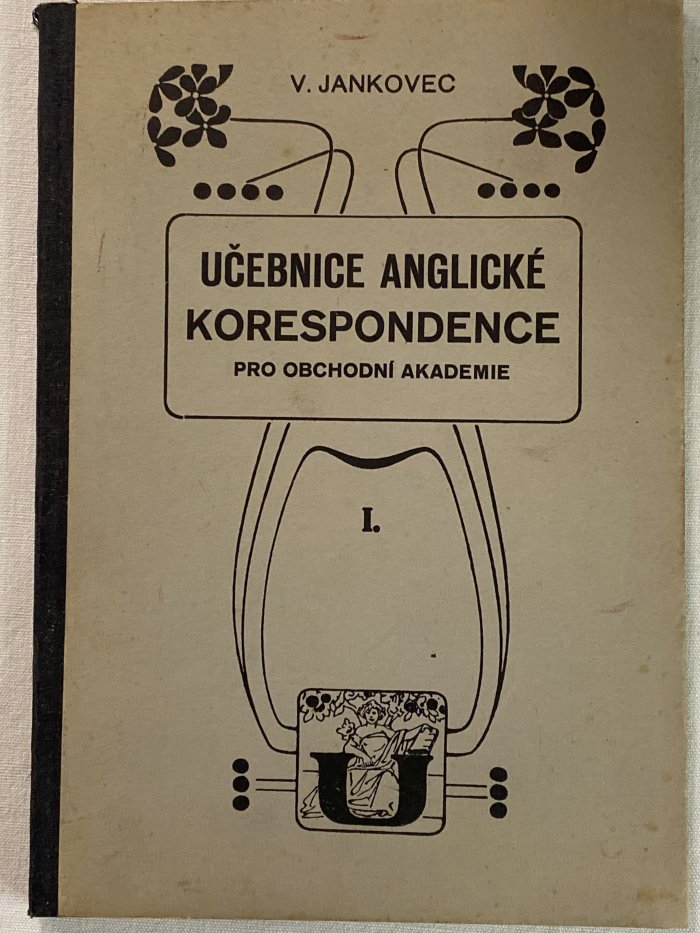 V. JANKOVEC
UČEBNICE ANGLICKÉ
KORESPONDENCE
PRO OBCHODNÍ AKADEMIE
I.
U